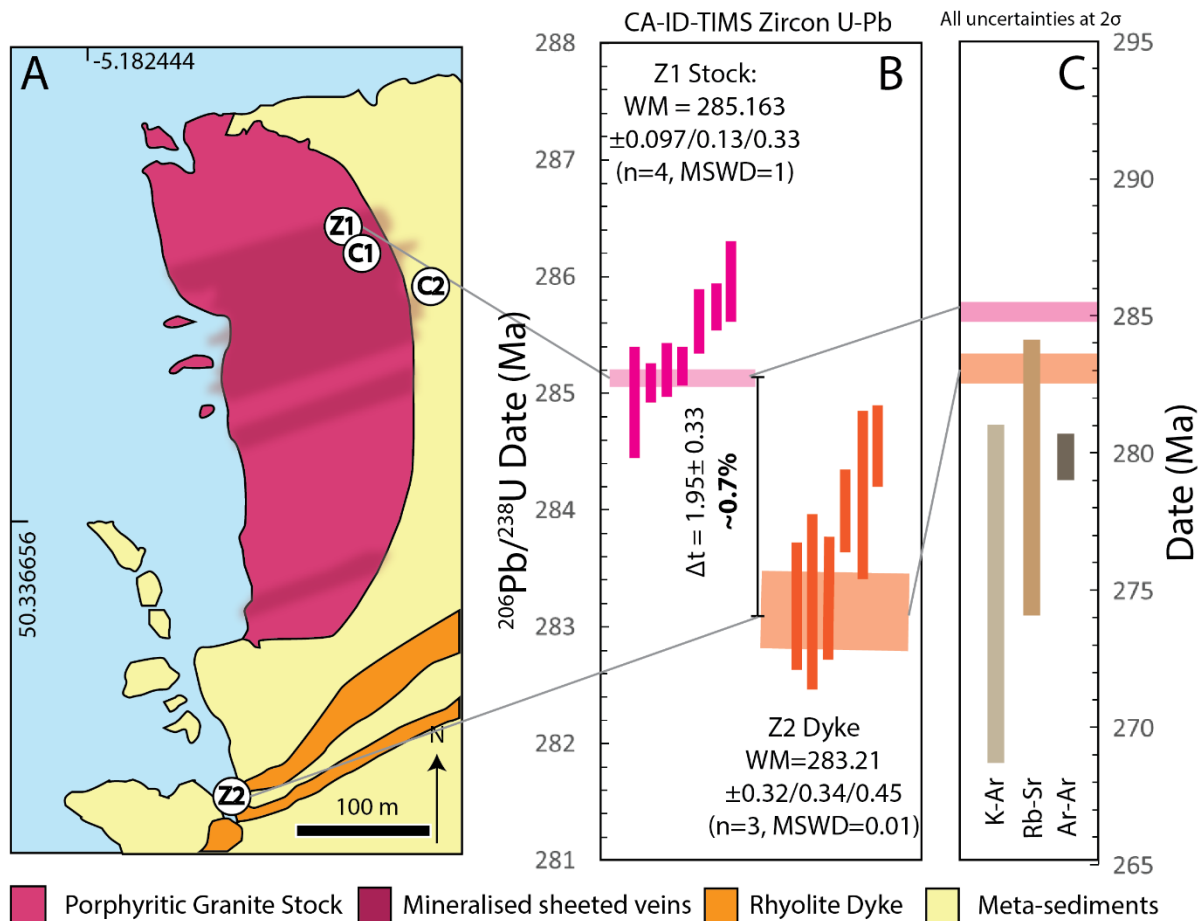 CA-ID-TIMS Zircon U-Pb
All uncertainties at 2σ
A
-5.182444
50.336656
Z1
C1
C2
Z2
N
100 m
B
288
287
286
285
284
283
282
281
206Pb/238U Date (Ma)
Z1 Stock:
WM = 285.163
±0.097/0.13/0.33
(n=4, MSWD=1)
Δt = 1.95± 0.33
~0.7%
Z2 Dyke
WM=283.21
±0.32/0.34/0.45
(n=3, MSWD=0.01)
C
295
290
285
280
275
270
265
Date (Ma)
K-Ar
Rb-Sr
Ar-Ar
Porphyritic Granite Stock
Mineralised sheeted veins
Rhyolite Dyke
Meta-sediments